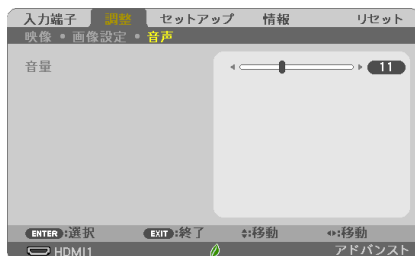 入力端子 調整 セットアップ 情報 リセット
映像 • 画像設定 • 音声
音量 11
ENTER:選択 EXIT:終了 :移動 :移動
HDMI1 アドバンスト